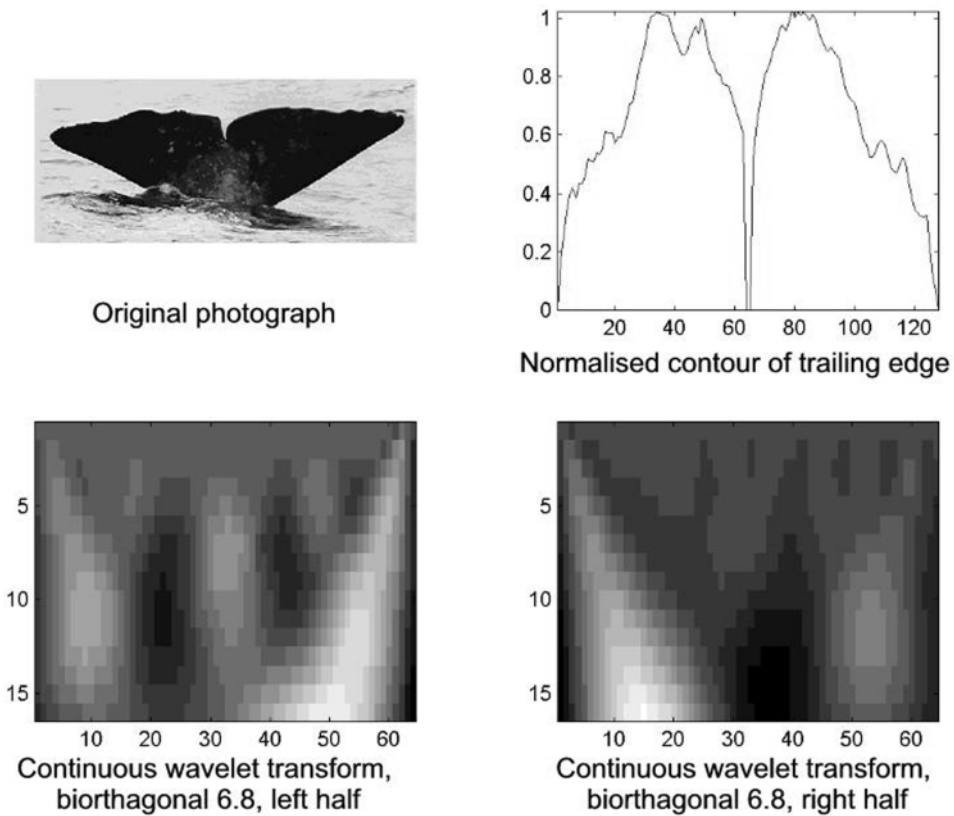 Original photograph
1
0.8
0.6
0.4
0.2
0
20 40 60 80 100 120
Normalised contour of trailing edge
5
10
15
10 20 30 40 50 60
Continuous wavelet transform,
biorthagonal 6.8, left half
5
10
15
10 20 30 40 50 60
Continuous wavelet transform,
biorthagonal 6.8, right half